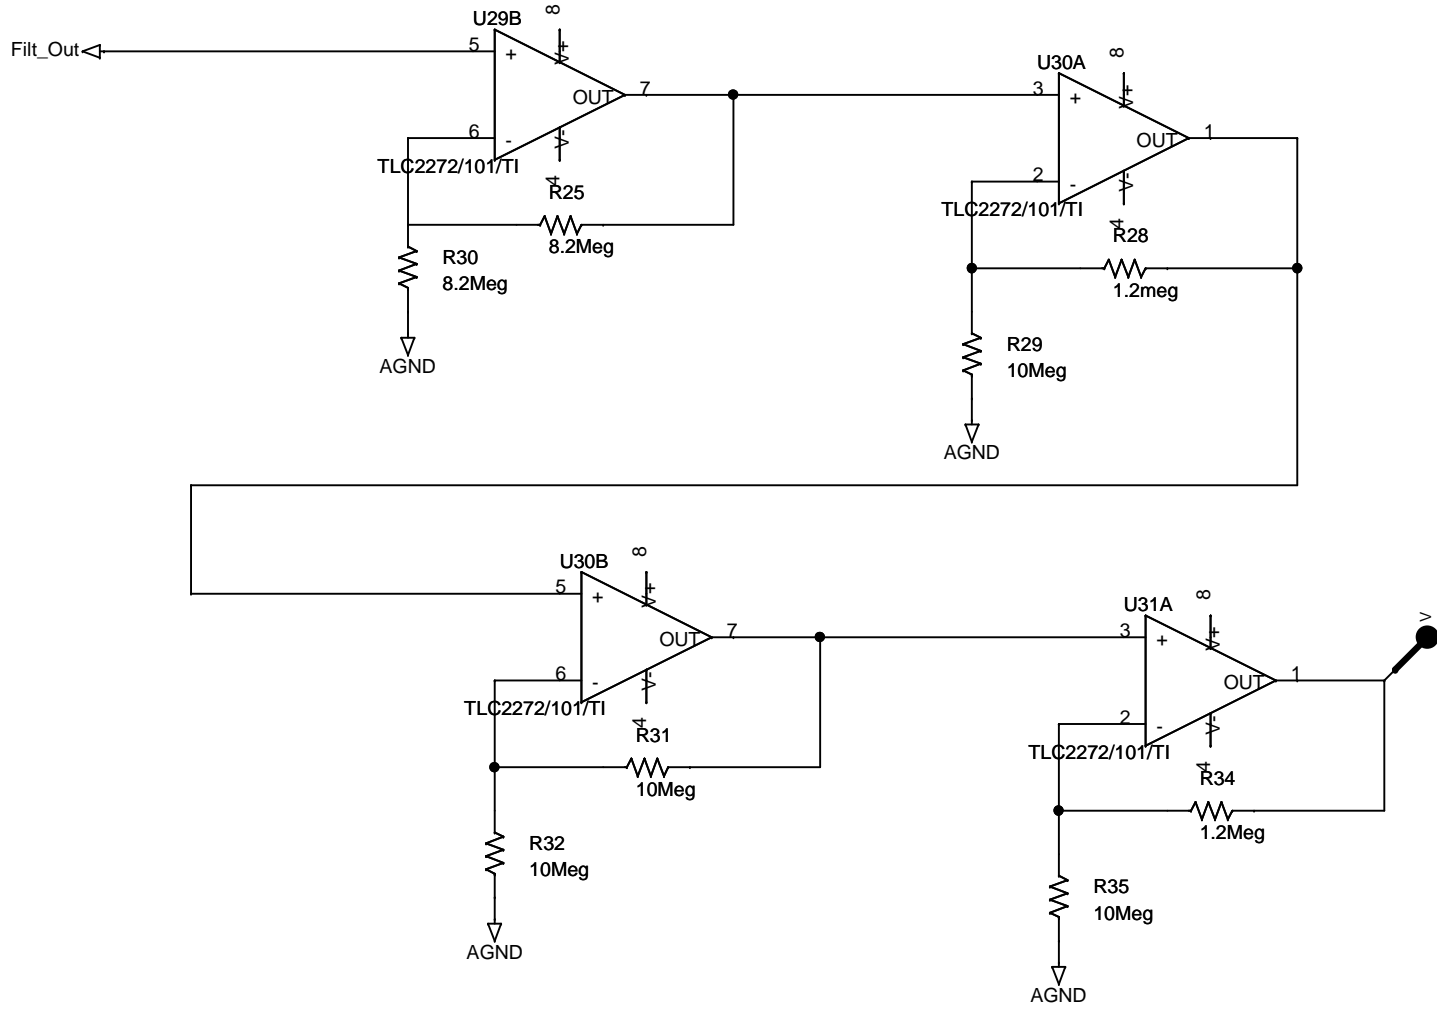 U29B
8
Filt_Out
5
+
V+
OUT
7
6
-
V-
TLC2272/101/TI
4
R25
8.2Meg
R30
8.2Meg
AGND
U30A
8
3
+
V+
OUT
1
2
-
V-
TLC2272/101/TI
4
R28
1.2meg
R29
10Meg
AGND
U30B
8
5
+
V+
OUT
7
6
-
V-
TLC2272/101/TI
4
R31
10Meg
R32
10Meg
AGND
U31A
8
V
3
+
V+
OUT
1
2
-
V-
TLC2272/101/TI
4
R34
1.2Meg
R35
10Meg
AGND